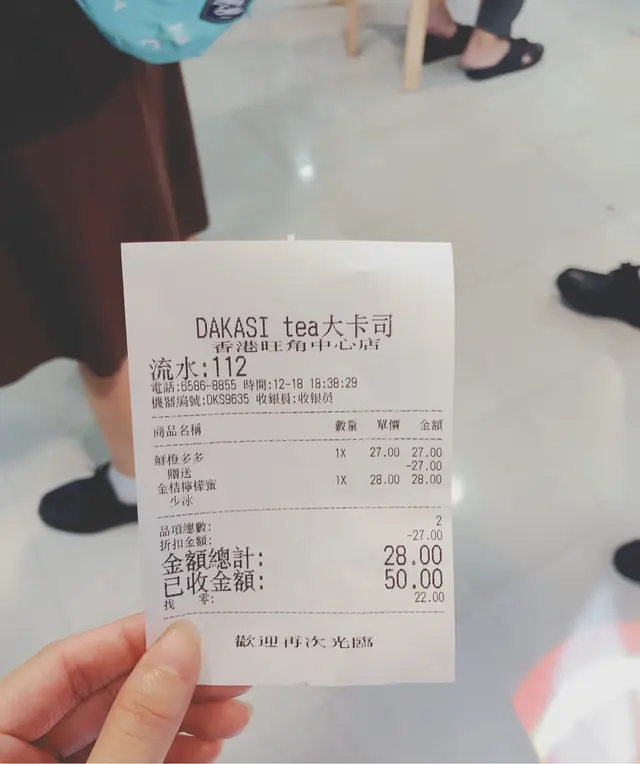 DAKASI tea大卡司
香港旺角中心店
流水:112
電話:6586-8855 時間:12-18 18:38:29
機器編號:DKS9635 收銀員:收銀員
商品名稱 數量 單價 金額
鮮橙多多 1X 27.00 27.00
贈送 -27.00
金桔檸檬蜜 1X 28.00 28.00
少冰
品項總數: 2
折扣金額: -27.00
金額總計: 28.00
已收金額: 50.00
找 零: 22.00
歡迎再次光臨